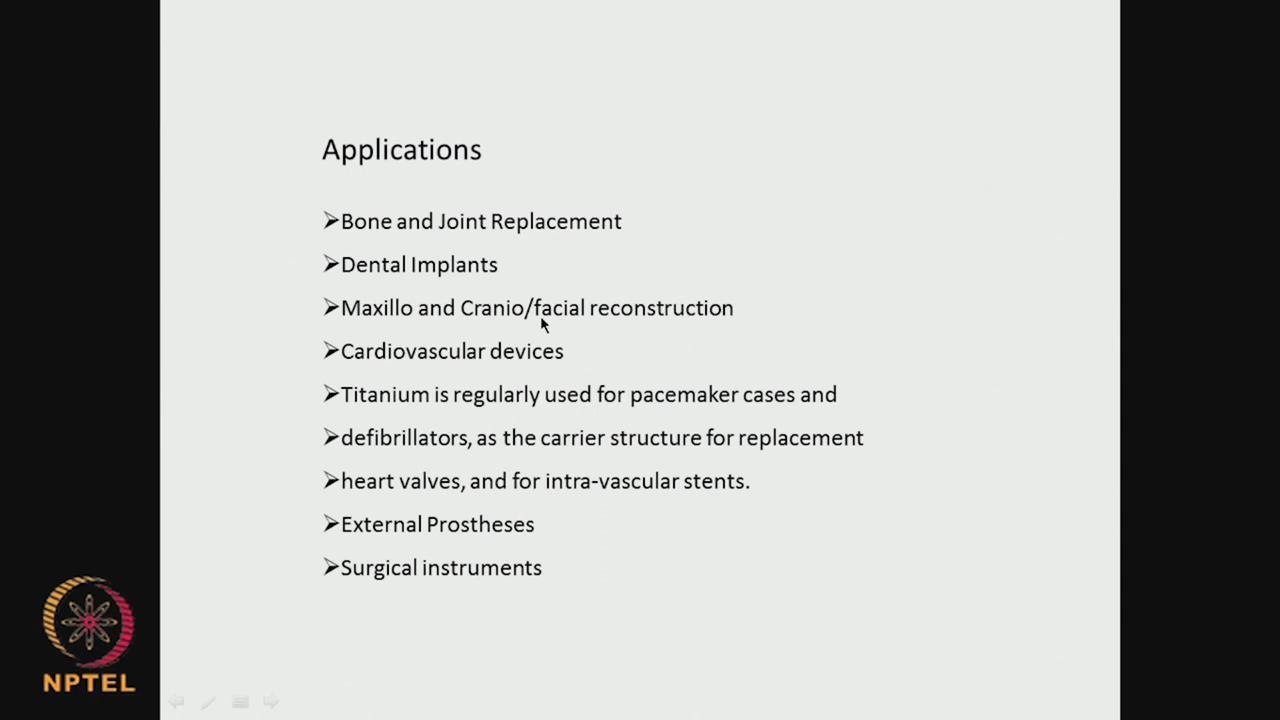 Applications
➢Bone and Joint Replacement
➢Dental Implants
➢Maxillo and Cranio/facial reconstruction
➢Cardiovascular devices
➢Titanium is regularly used for pacemaker cases and
➢defibrillators, as the carrier structure for replacement
➢heart valves, and for intra-vascular stents.
➢External Prostheses
➢Surgical instruments
NPTEL